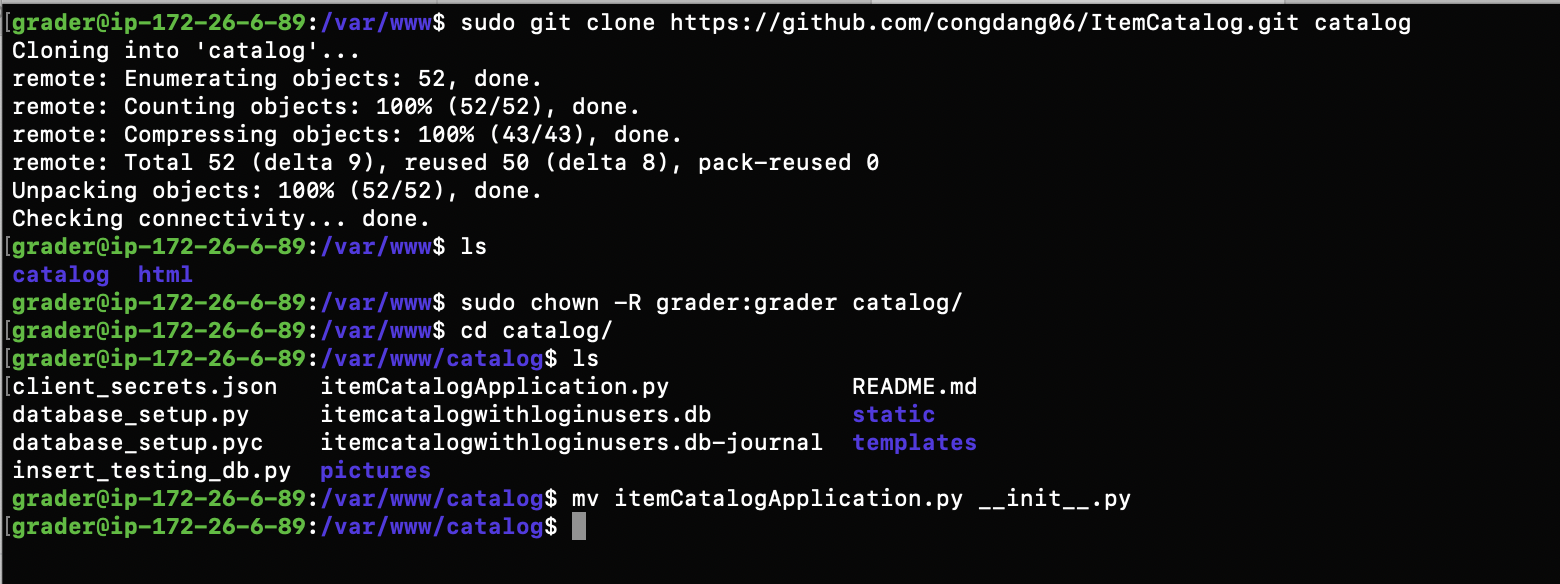 [grader@ip-172-26-6-89:/var/www$ sudo git clone https://github.com/congdang06/ItemCatalog.git catalog
Cloning into 'catalog'...
remote: Enumerating objects: 52, done.
remote: Counting objects: 100% (52/52), done.
remote: Compressing objects: 100% (43/43), done.
remote: Total 52 (delta 9), reused 50 (delta 8), pack-reused 0
Unpacking objects: 100% (52/52), done.
Checking connectivity... done.
[grader@ip-172-26-6-89:/var/www$ ls
catalog  html
grader@ip-172-26-6-89:/var/www$ sudo chown -R grader:grader catalog/
[grader@ip-172-26-6-89:/var/www$ cd catalog/
[grader@ip-172-26-6-89:/var/www/catalog$ ls
[client_secrets.json   itemCatalogApplication.py             README.md
database_setup.py     itemcatalogwithloginusers.db          static
database_setup.pyc    itemcatalogwithloginusers.db-journal  templates
insert_testing_db.py  pictures
grader@ip-172-26-6-89:/var/www/catalog$ mv itemCatalogApplication.py __init__.py
[grader@ip-172-26-6-89:/var/www/catalog$